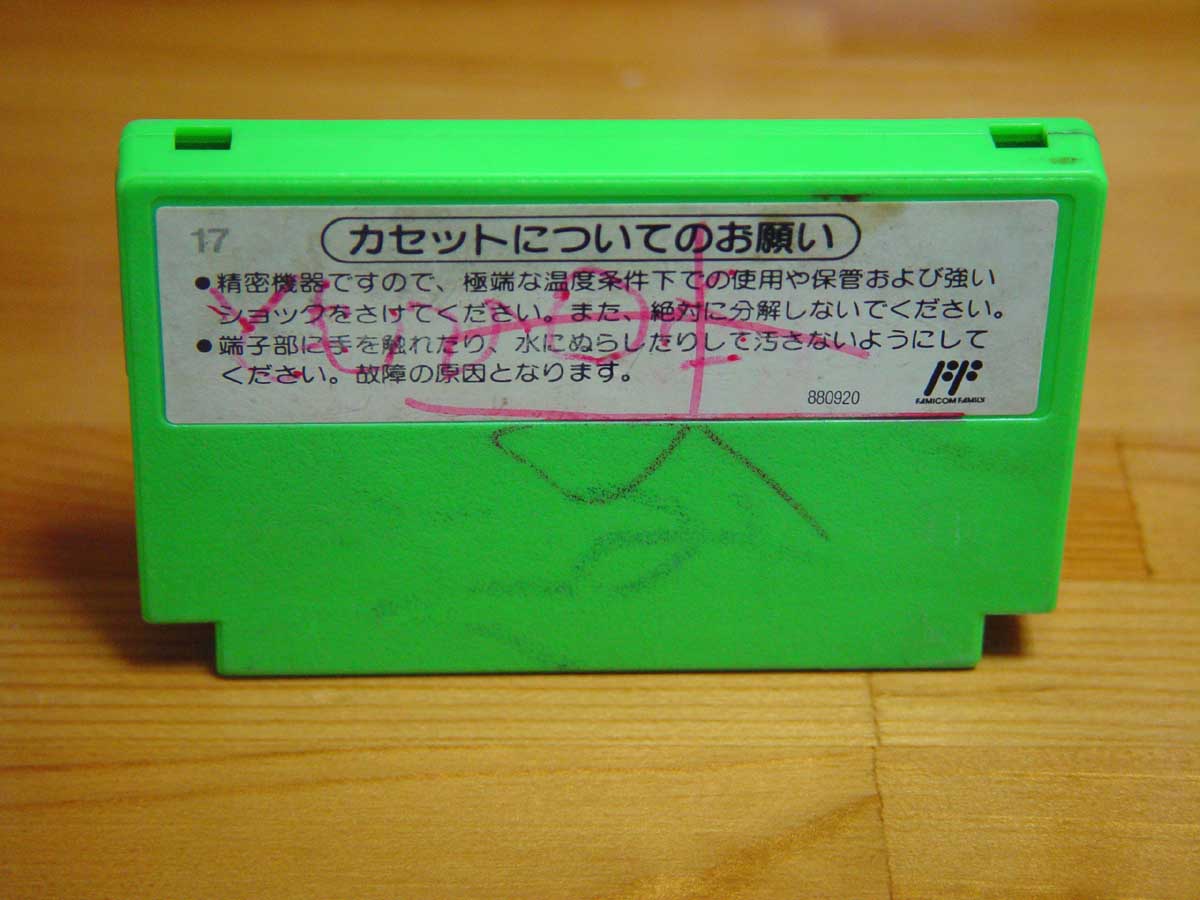 17
カセットについてのお願い
●精密機器ですので、極端な温度条件下での使用や保管および強い
ショックをさけてください。また、絶対に分解しないでください。
●端子部に手を触れたり、水にぬらしたりして汚さないようにして
ください。故障の原因となります。
880920
FAMICOM FAMILY